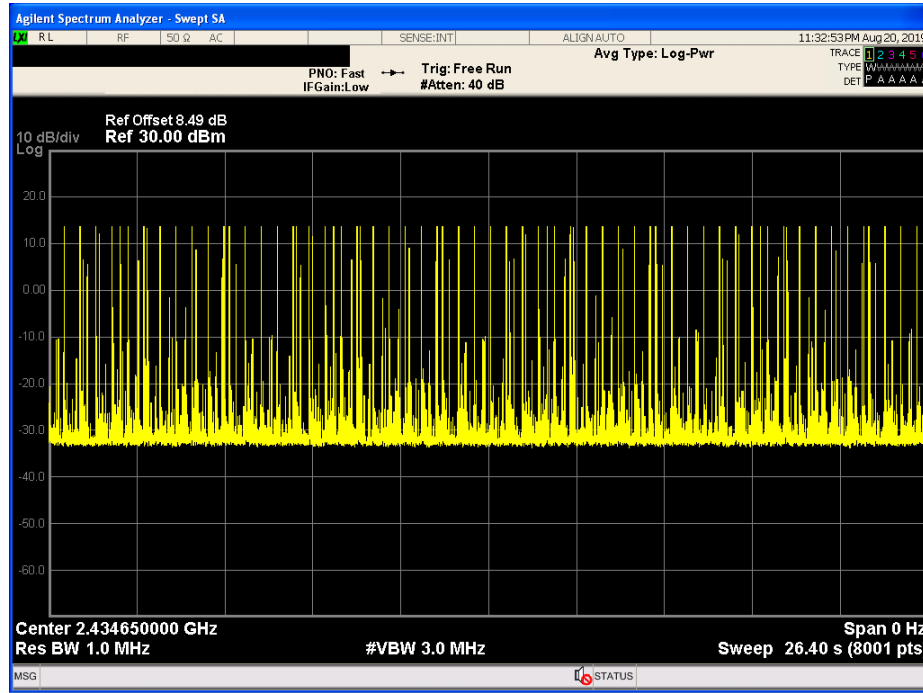 Agilent Spectrum Analyzer - Swept SA
LXI RL RF 50 Ω AC SENSE:INT ALIGN AUTO 11:32:53 PM Aug 20, 2019
Avg Type: Log-Pwr TRACE 1 2 3 4 5
PNO: Fast Trig: Free Run TYPE W W W W W W
IFGain:Low #Atten: 40 dB DET P A A A A
Ref Offset 8.49 dB
10 dB/div Ref 30.00 dBm
Log
20.0
10.0
0.00
-10.0
-20.0
-30.0
-40.0
-50.0
-60.0
Center 2.434650000 GHz Span 0 Hz
Res BW 1.0 MHz #VBW 3.0 MHz Sweep 26.40 s (8001 pts
MSG STATUS